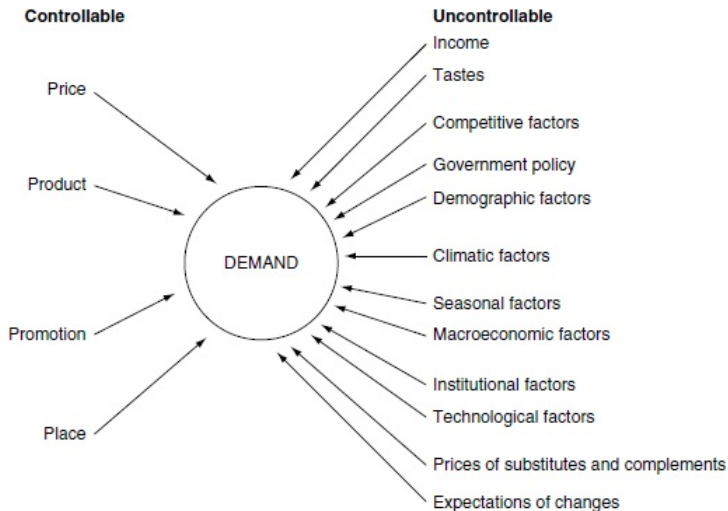 Controllable
Uncontrollable
Price
Product
Promotion
Place
DEMAND
Income
Tastes
Competitive factors
Government policy
Demographic factors
Climatic factors
Seasonal factors
Macroeconomic factors
Institutional factors
Technological factors
Prices of substitutes and complements
Expectations of changes